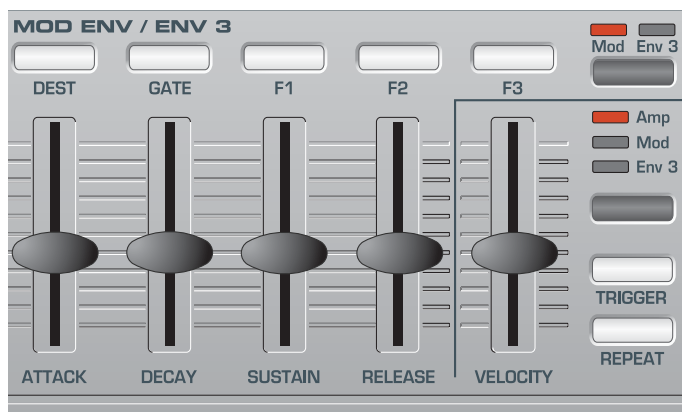 MOD ENV / ENV 3
Mod Env 3
DEST GATE F1 F2 F3
Amp
Mod
Env 3
TRIGGER
REPEAT
ATTACK DECAY SUSTAIN RELEASE VELOCITY